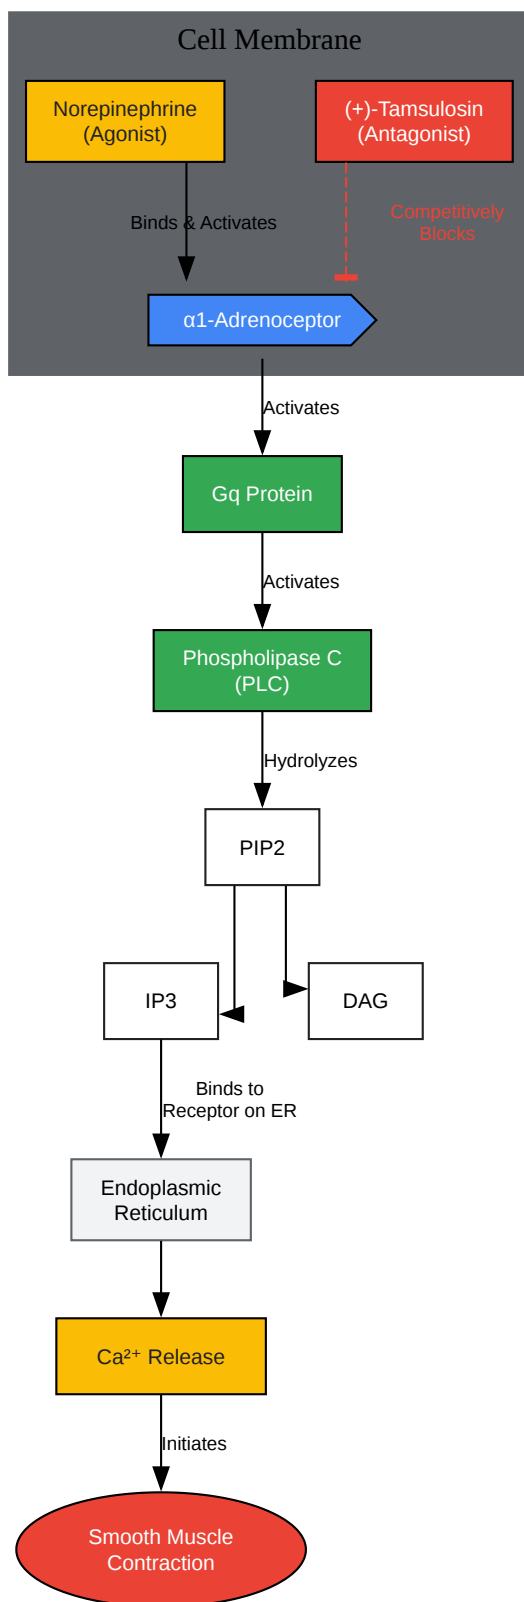 Cell Membrane
Norepinephrine
(Agonist)
(+)-Tamsulosin
(Antagonist)
Binds & Activates
Competitively
Blocks
α1-Adrenoceptor
Activates
Gq Protein
Activates
Phospholipase C
(PLC)
Hydrolyzes
PIP2
IP3
DAG
Binds to
Receptor on ER
Endoplasmic
Reticulum
Ca²⁺ Release
Initiates
Smooth Muscle
Contraction